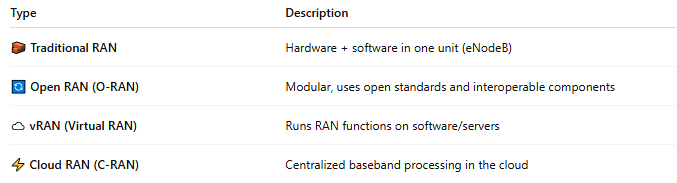 Type Description
Traditional RAN Hardware + software in one unit (eNodeB)
Open RAN (O-RAN) Modular, uses open standards and interoperable components
vRAN (Virtual RAN) Runs RAN functions on software/servers
Cloud RAN (C-RAN) Centralized baseband processing in the cloud